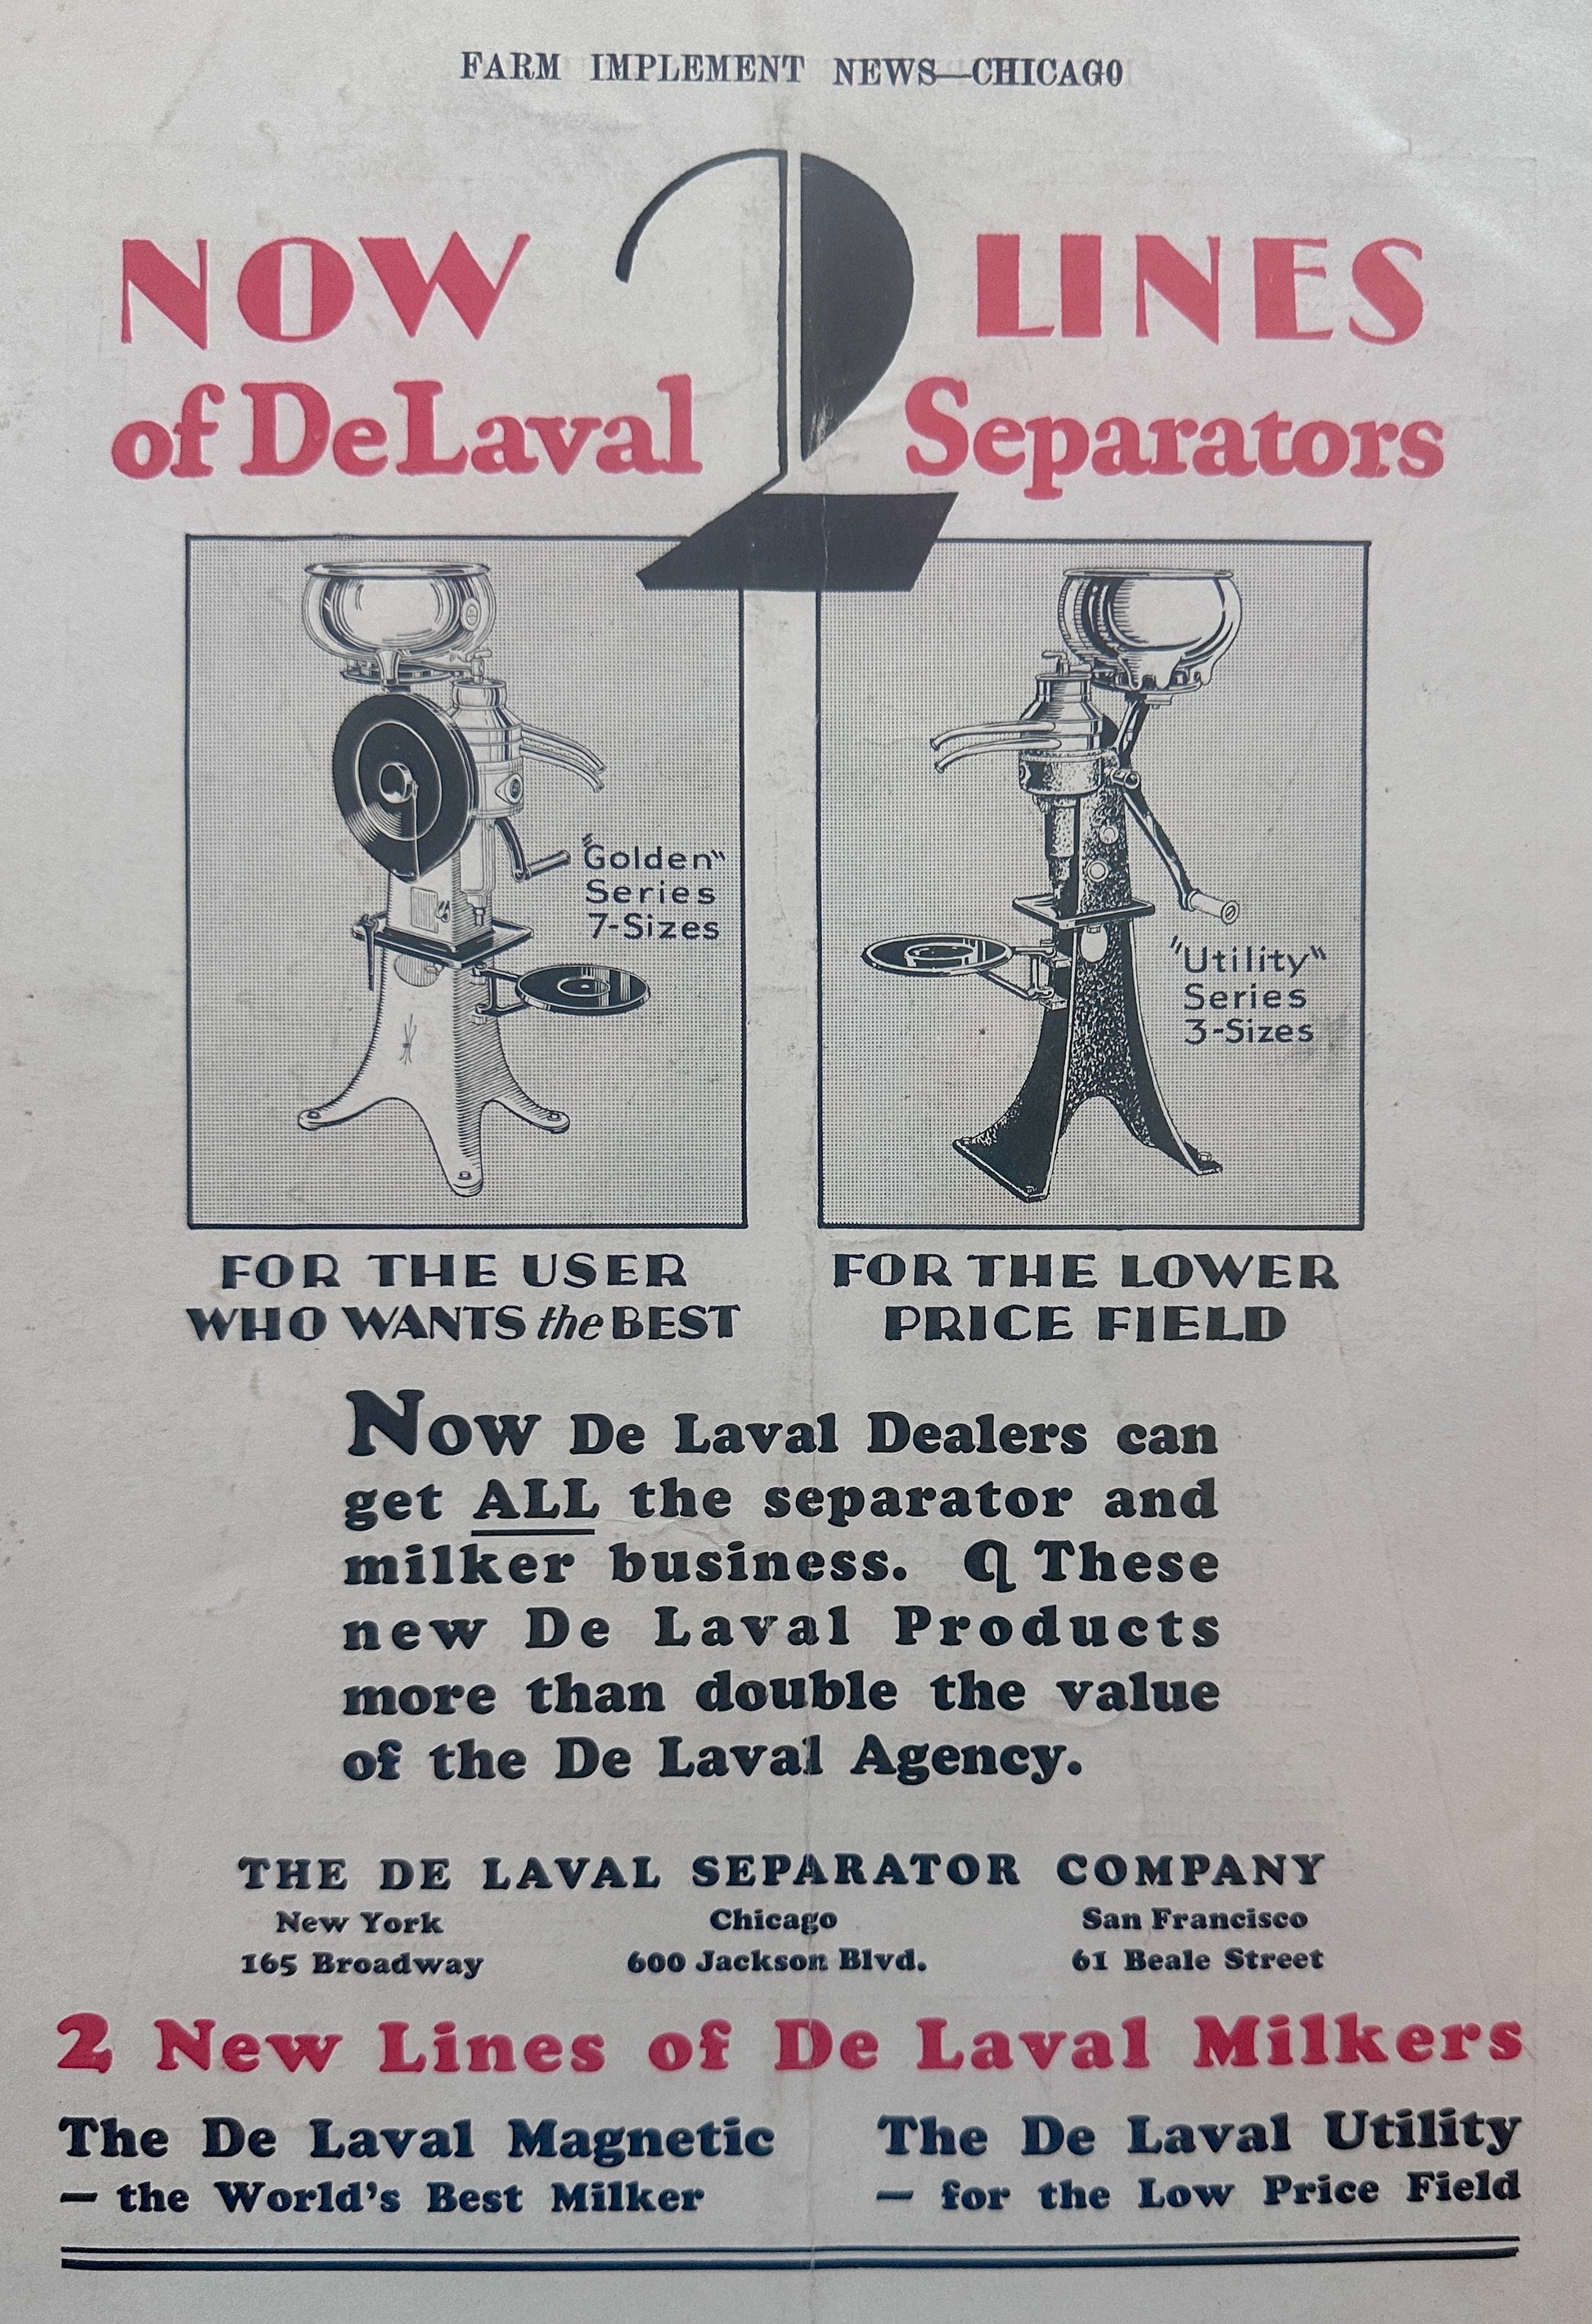 FARM IMPLEMENT NEWS—CHICAGO
NOW 2 LINES
of DeLaval Separators
"Golden"
Series
7-Sizes
"Utility"
Series
3-Sizes
FOR THE USER
WHO WANTS the BEST
FOR THE LOWER
PRICE FIELD
Now De Laval Dealers can
get ALL the separator and
milker business. ¶ These
new De Laval Products
more than double the value
of the De Laval Agency.
THE DE LAVAL SEPARATOR COMPANY
New York Chicago San Francisco
165 Broadway 600 Jackson Blvd. 61 Beale Street
2 New Lines of De Laval Milkers
The De Laval Magnetic
— the World's Best Milker
The De Laval Utility
— for the Low Price Field